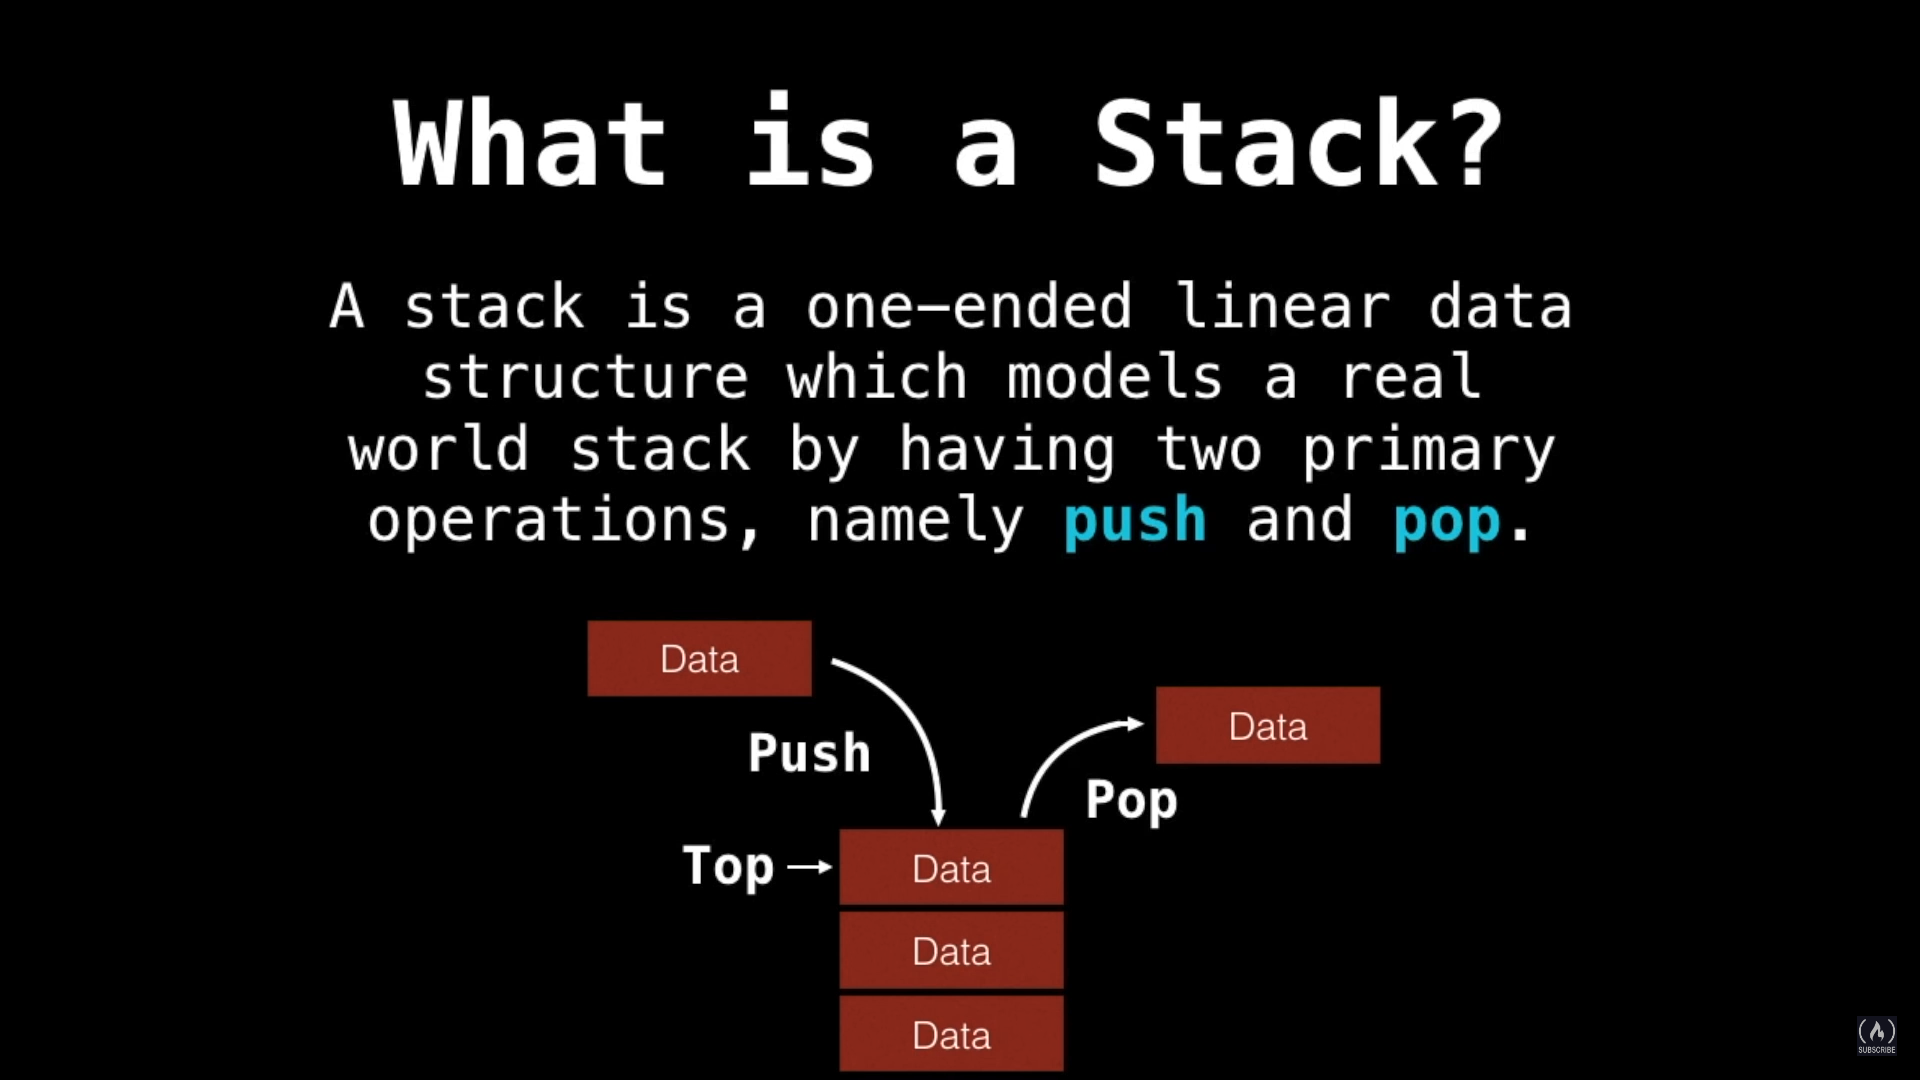 What is a Stack?
A stack is a one-ended linear data
structure which models a real
world stack by having two primary
operations, namely push and pop.
Data
Data
Push
Pop
Top
Data
Data
Data
SUBSCRIBE